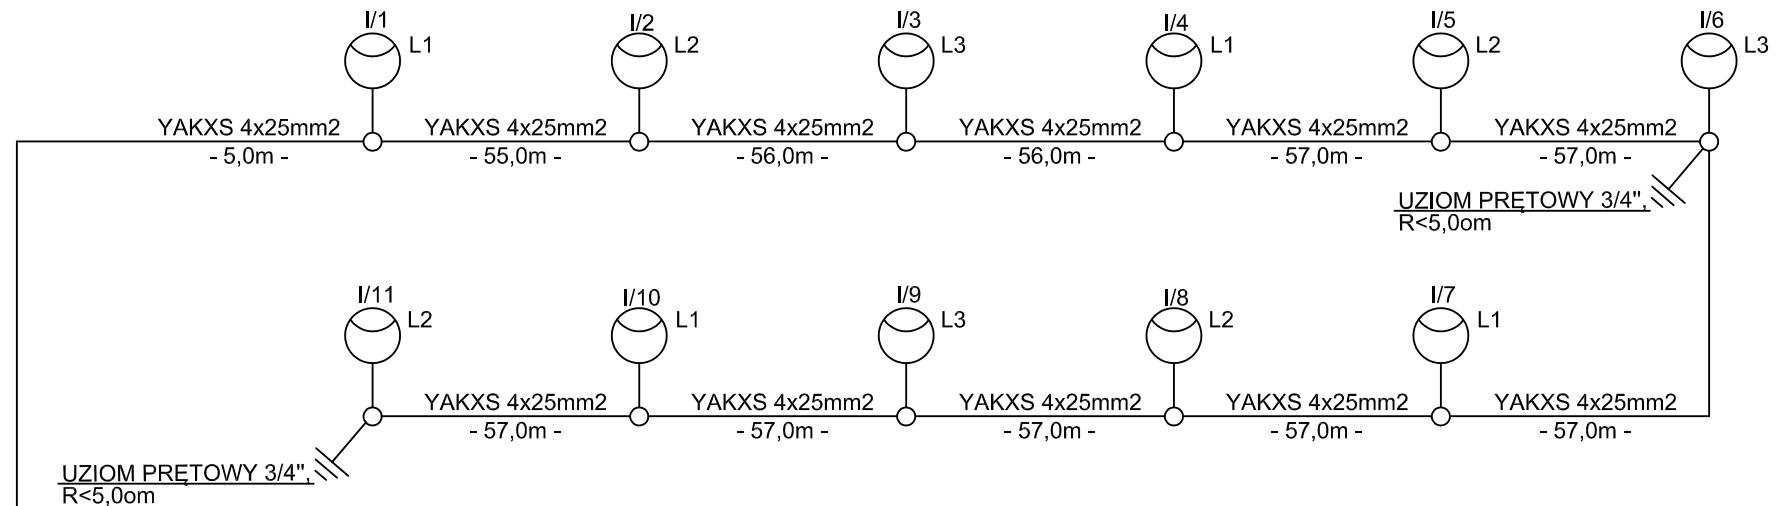 I/1 I/2 I/3 I/4 I/5 I/6
L1 L2 L3 L1 L2 L3
YAKXS 4x25mm2 YAKXS 4x25mm2 YAKXS 4x25mm2 YAKXS 4x25mm2 YAKXS 4x25mm2 YAKXS 4x25mm2
- 5,0m - - 55,0m - - 56,0m - - 56,0m - - 57,0m - - 57,0m -
UZIOM PRĘTOWY 3/4",
R<5,0om
I/11 I/10 I/9 I/8 I/7
L2 L1 L3 L2 L1
YAKXS 4x25mm2 YAKXS 4x25mm2 YAKXS 4x25mm2 YAKXS 4x25mm2 YAKXS 4x25mm2
- 57,0m - - 57,0m - - 57,0m - - 57,0m - - 57,0m -
UZIOM PRĘTOWY 3/4",
R<5,0om